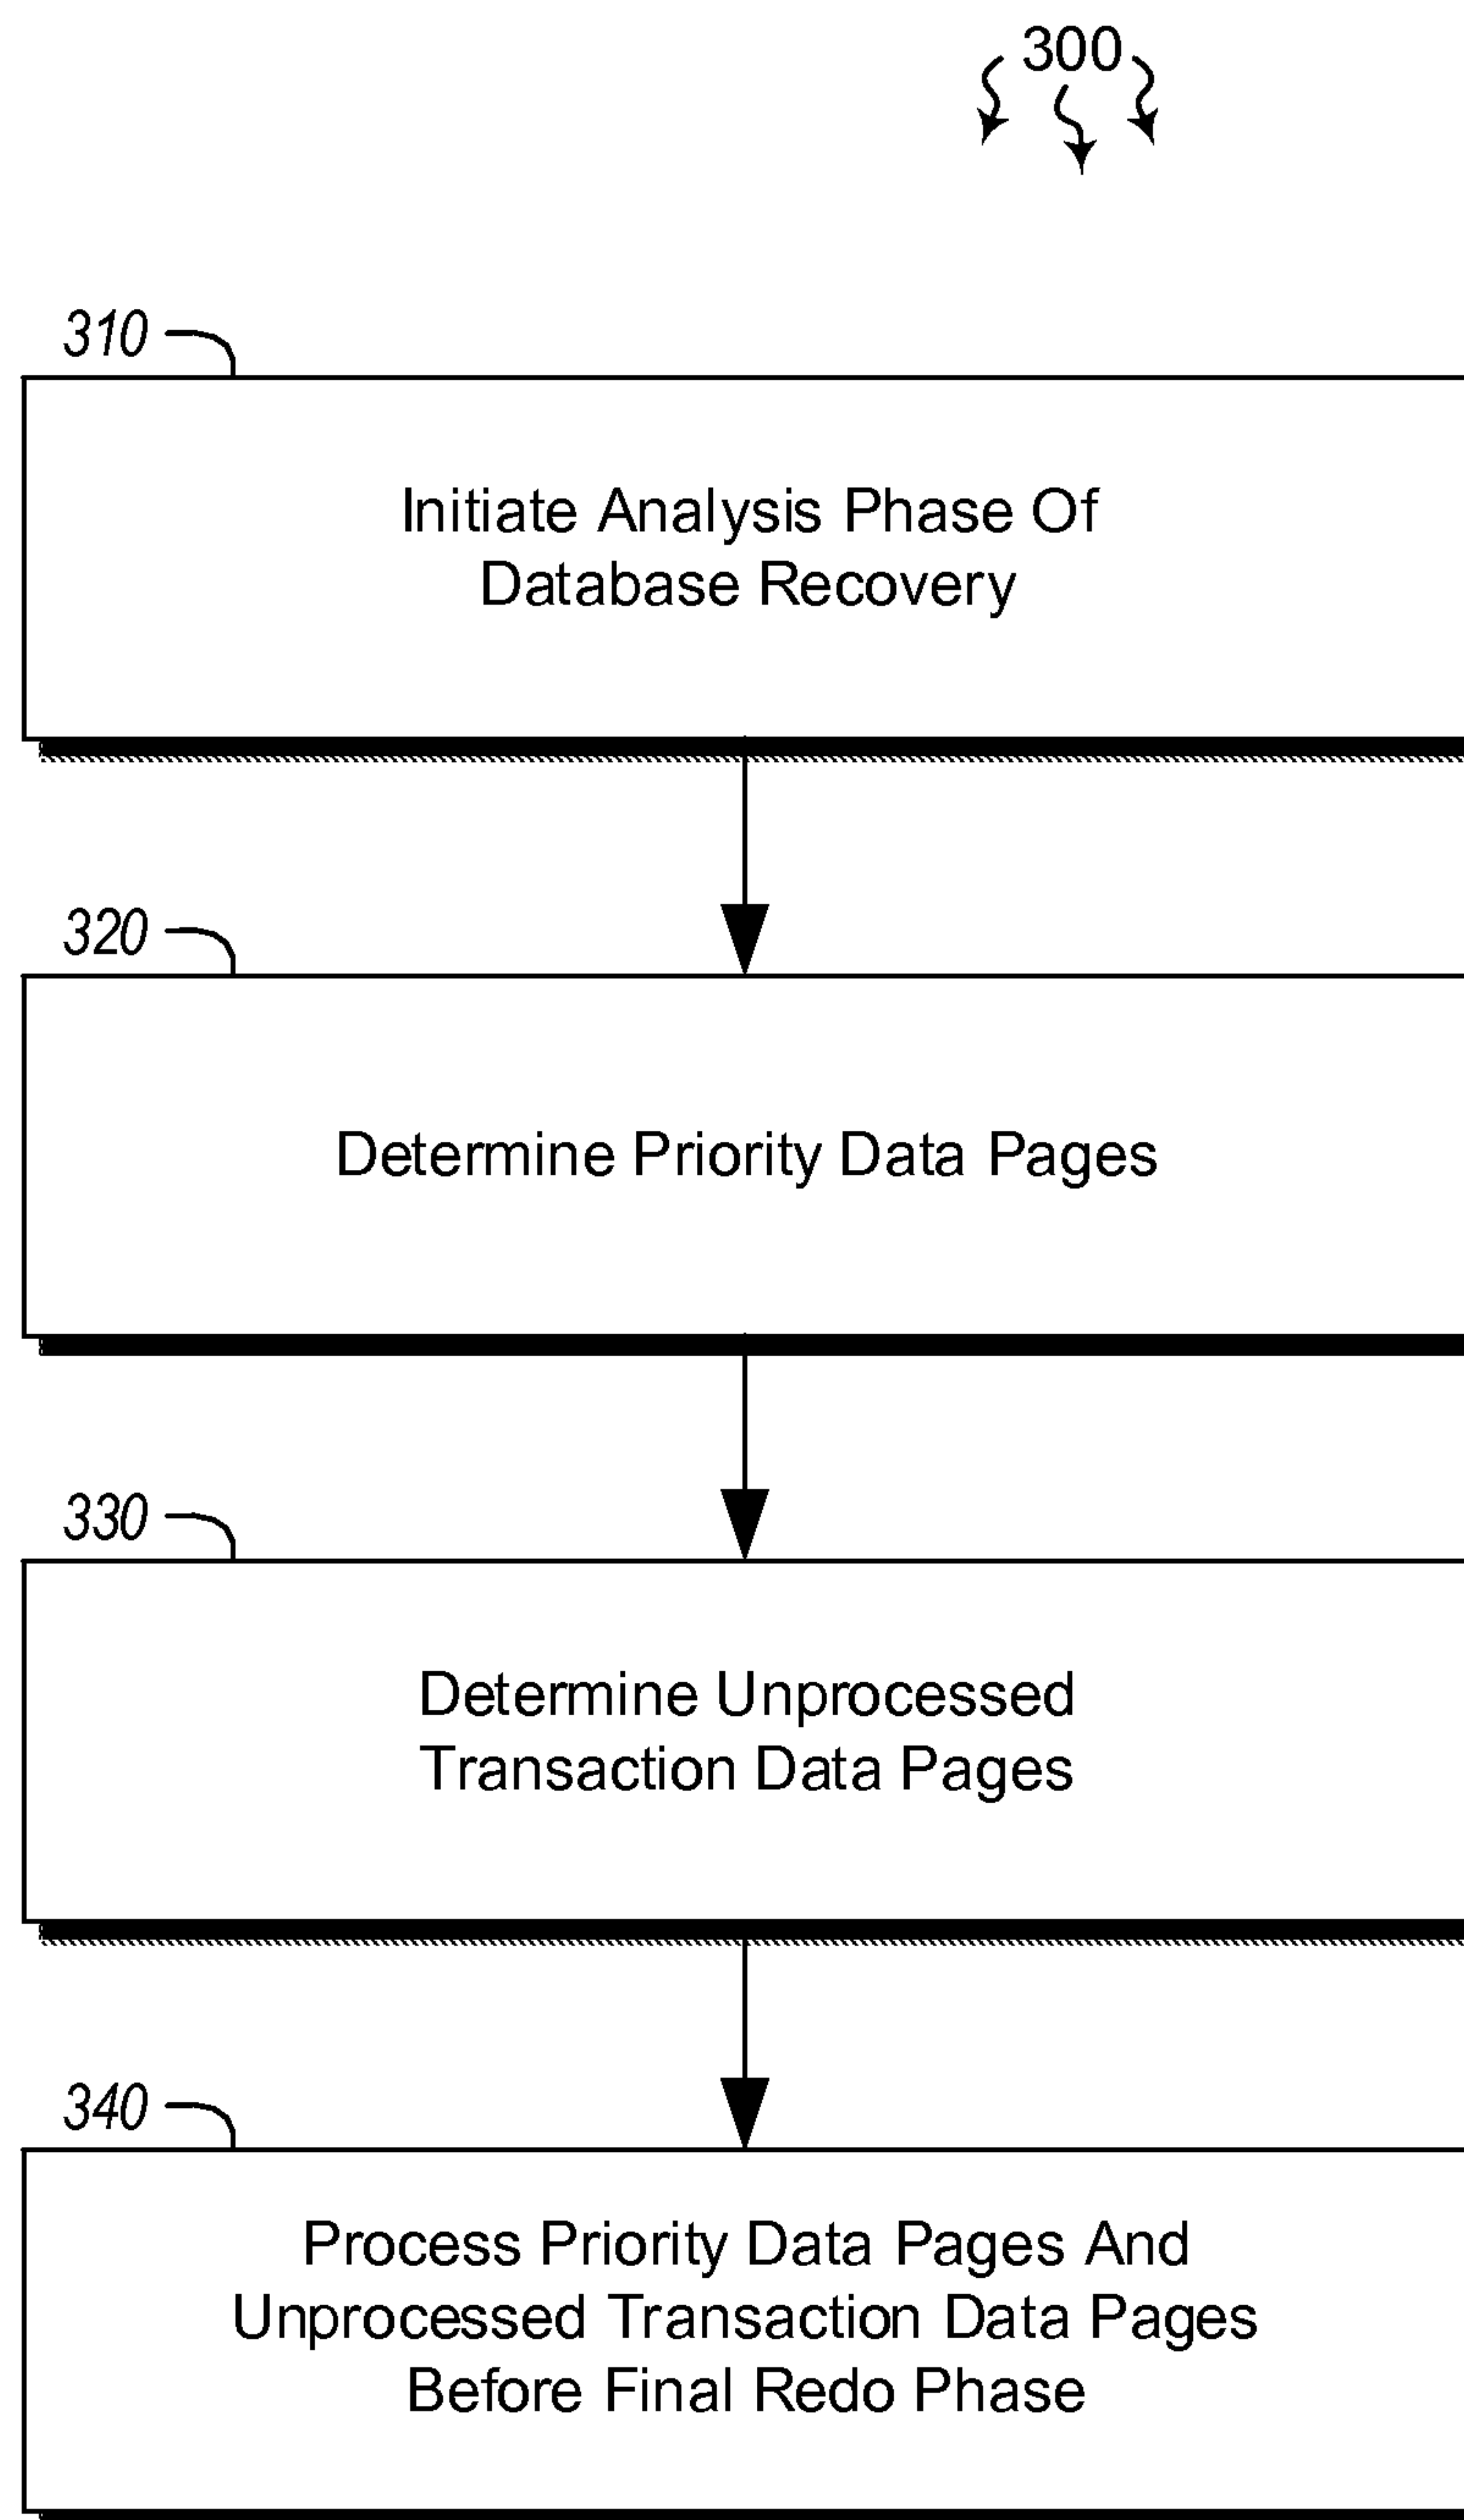 300
310
Initiate Analysis Phase Of
Database Recovery
320
Determine Priority Data Pages
330
Determine Unprocessed
Transaction Data Pages
340
Process Priority Data Pages And
Unprocessed Transaction Data Pages
Before Final Redo Phase